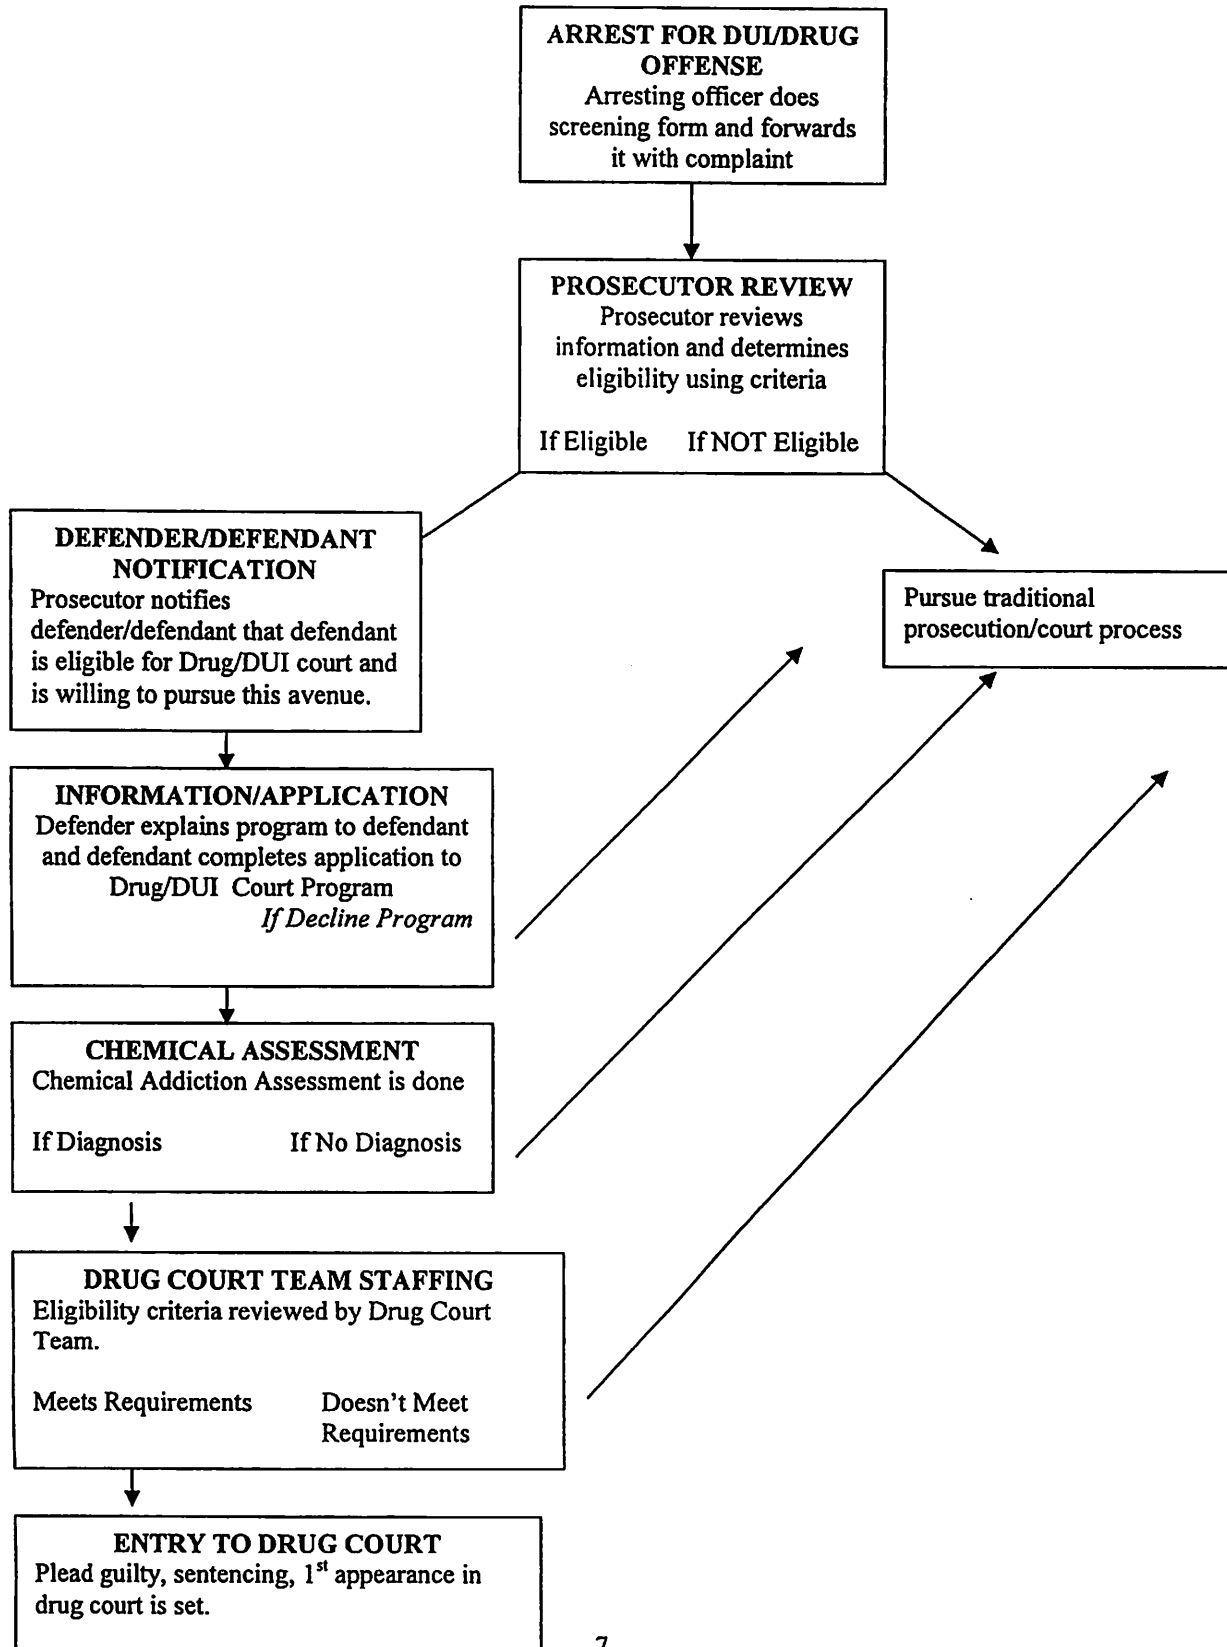 ARREST FOR DUI/DRUG
OFFENSE
Arresting officer does
screening form and forwards
it with complaint
PROSECUTOR REVIEW
Prosecutor reviews
information and determines
eligibility using criteria
If Eligible If NOT Eligible
DEFENDER/DEFENDANT
NOTIFICATION
Prosecutor notifies
defender/defendant that defendant
is eligible for Drug/DUI court and
is willing to pursue this avenue.
Pursue traditional
prosecution/court process
INFORMATION/APPLICATION
Defender explains program to defendant
and defendant completes application to
Drug/DUI Court Program
If Decline Program
CHEMICAL ASSESSMENT
Chemical Addiction Assessment is done
If Diagnosis If No Diagnosis
DRUG COURT TEAM STAFFING
Eligibility criteria reviewed by Drug Court
Team.
Meets Requirements Doesn't Meet
Requirements
ENTRY TO DRUG COURT
Plead guilty, sentencing, 1st appearance in
drug court is set.
7